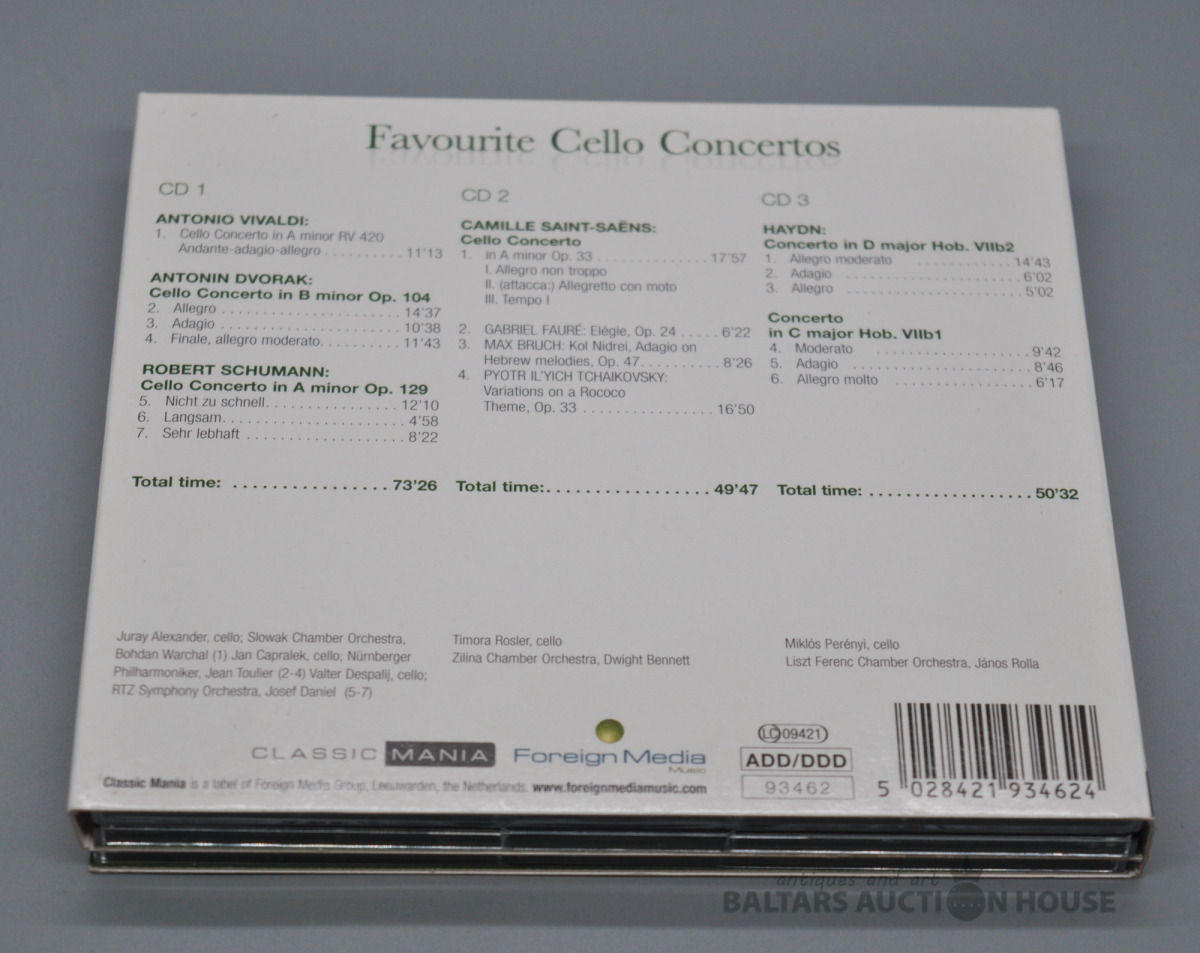 Favourite Cello Concertos
CD 1
ANTONIO VIVALDI:
1. Cello Concerto in A minor RV 420
Andante-adagio-allegro .......... 11'13
ANTONIN DVORAK:
Cello Concerto in B minor Op. 104
2. Allegro ....................... 14'37
3. Adagio ....................... 10'38
4. Finale, allegro moderato.......... 11'43
ROBERT SCHUMANN:
Cello Concerto in A minor Op. 129
5. Nicht zu schnell................ 12'10
6. Langsam....................... 4'58
7. Sehr lebhaft ................... 8'22
Total time: ................ 73'26
CD 2
CAMILLE SAINT-SAËNS:
Cello Concerto
1. in A minor Op. 33 .............. 17'57
I. Allegro non troppo
II. (attacca:) Allegretto con moto
III. Tempo I
2. GABRIEL FAURÉ: Elégie, Op. 24 ..... 6'22
3. MAX BRUCH: Kol Nidrei, Adagio on
Hebrew melodies, Op. 47.......... 8'26
4. PYOTR IL'YICH TCHAIKOVSKY:
Variations on a Rococo
Theme, Op. 33 ................ 16'50
Total time:.................. 49'47
CD 3
HAYDN:
Concerto in D major Hob. VIIb2
1. Allegro moderato ............... 14'43
2. Adagio ...................... 6'02
3. Allegro ...................... 5'02
Concerto
in C major Hob. VIIb1
4. Moderato ................... 9'42
5. Adagio ...................... 8'46
6. Allegro molto ................. 6'17
Total time: .................. 50'32
Juray Alexander, cello; Slowak Chamber Orchestra,
Bohdan Warchal (1) Jan Capralek, cello; Nürnberger
Philharmoniker, Jean Toulier (2-4) Valter Despalij, cello;
RTZ Symphony Orchestra, Josef Daniel (5-7)
Timora Rosler, cello
Zilina Chamber Orchestra, Dwight Bennett
Miklós Perényi, cello
Liszt Ferenc Chamber Orchestra, János Rolla
CLASSIC MANIA
Foreign Media
Music
LC 09421
ADD/DDD
93462
5 028421 934624
Classic Mania is a label of Foreign Media Group, Leeuwarden, the Netherlands. www.foreignmediamusic.com
antiques and art
BALTARS AUCTION HOUSE